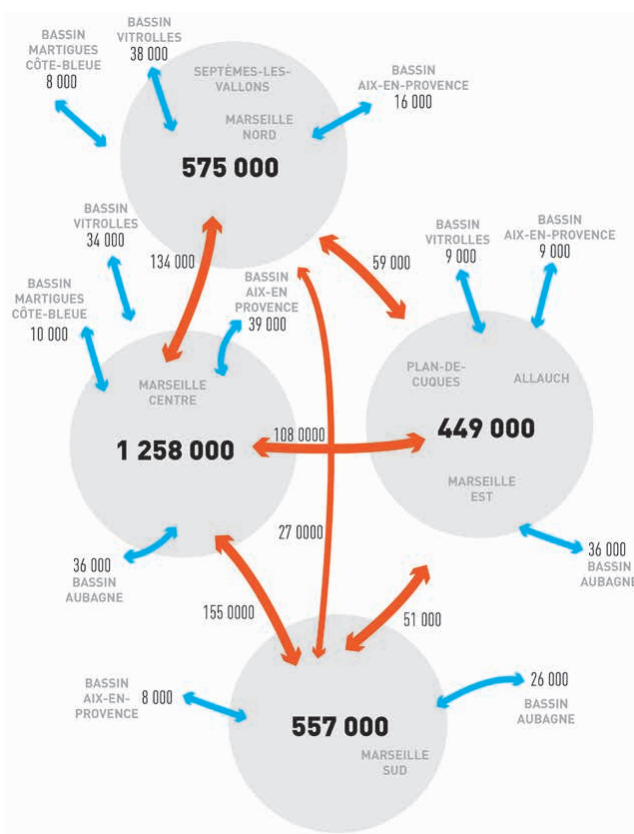 BASSIN
MARTIGUES
CÔTE-BLEUE
8 000
BASSIN
VITROLLES
38 000
SEPTÈMES-LES-
VALLONS
BASSIN
AIX-EN-PROVENCE
16 000
MARSEILLE
NORD
575 000
BASSIN
VITROLLES
34 000
134 000
59 000
BASSIN
VITROLLES
9 000
BASSIN
AIX-EN-PROVENCE
9 000
BASSIN
MARTIGUES
CÔTE-BLEUE
10 000
BASSIN
AIX-EN
PROVENCE
39 000
MARSEILLE
CENTRE
1 258 000
PLAN-DE-
CUQUES
ALLAUCH
449 000
MARSEILLE
EST
108 0000
27 0000
36 000
BASSIN
AUBAGNE
36 000
BASSIN
AUBAGNE
155 0000
51 000
BASSIN
AIX-EN-
PROVENCE
8 000
557 000
MARSEILLE
SUD
26 000
BASSIN
AUBAGNE